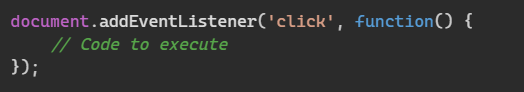 document.addEventListener('click', function() {
    // Code to execute
});